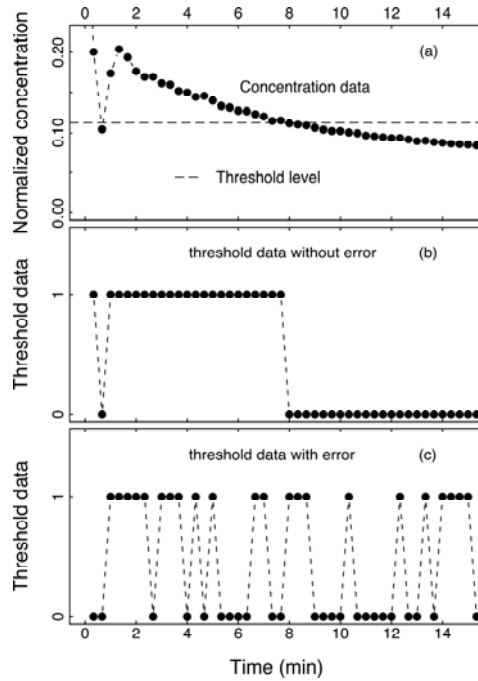 0 2 4 6 8 10 12 14
Normalized concentration
0.20
0.10
0.00
(a)
Concentration data
Threshold level
Threshold data
1
0
threshold data without error (b)
Threshold data
1
0
threshold data with error (c)
0 2 4 6 8 10 12 14
Time (min)